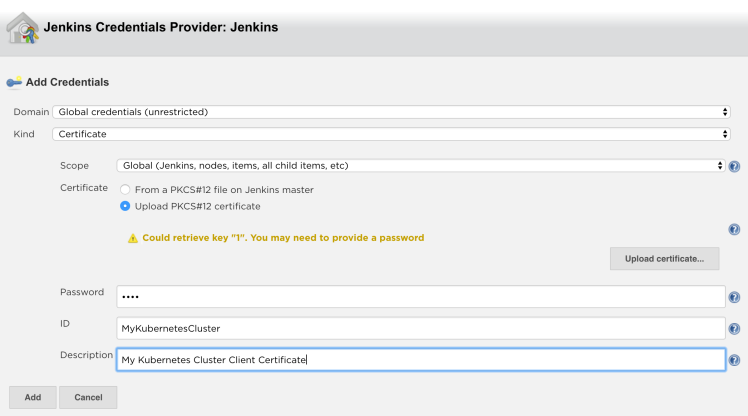 Jenkins Credentials Provider: Jenkins
Add Credentials
Domain Global credentials (unrestricted)
Kind Certificate
Scope Global (Jenkins, nodes, items, all child items, etc)
Certificate From a PKCS#12 file on Jenkins master
Upload PKCS#12 certificate
Could retrieve key "1". You may need to provide a password
Upload certificate...
Password ••••
ID MyKubernetesCluster
Description My Kubernetes Cluster Client Certificate
Add Cancel